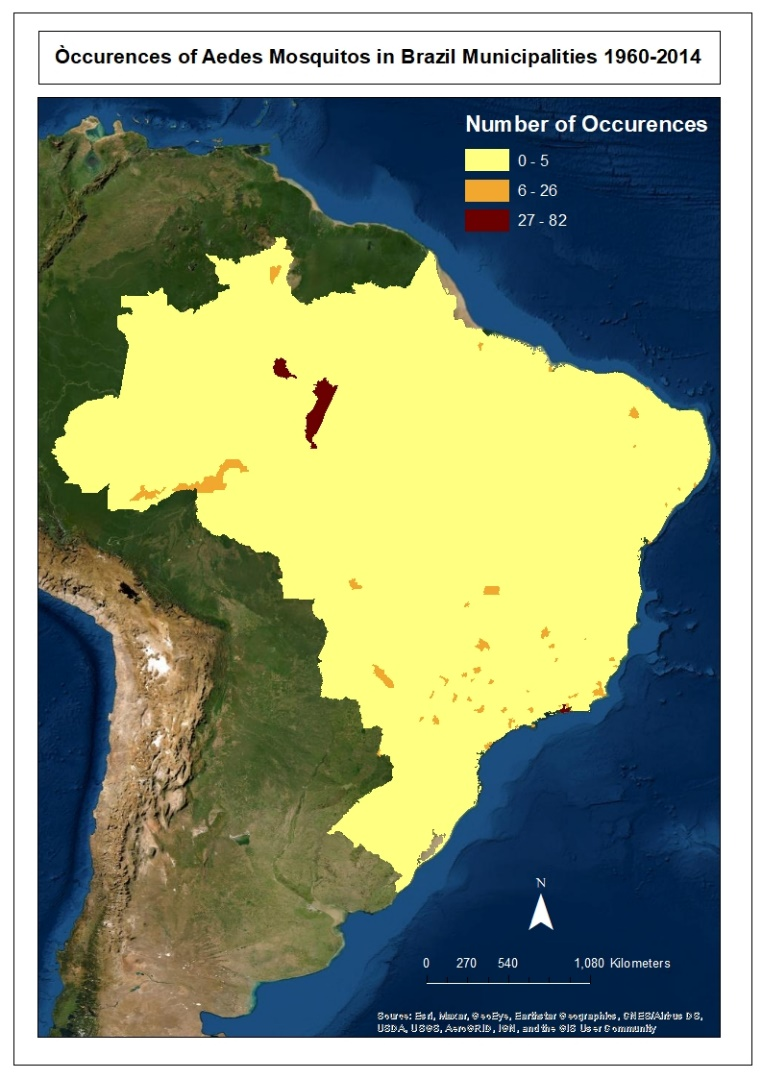 Òccurences of Aedes Mosquitos in Brazil Municipalities 1960-2014
Number of Occurences
0 - 5
6 - 26
27 - 82
N
0 270 540 1,080 Kilometers
Source: Esri, Maxar, GeoEye, Earthstar Geographics, CNES/Airbus DS,
USDA, USGS, AeroGRID, IGN, and the GIS User Community